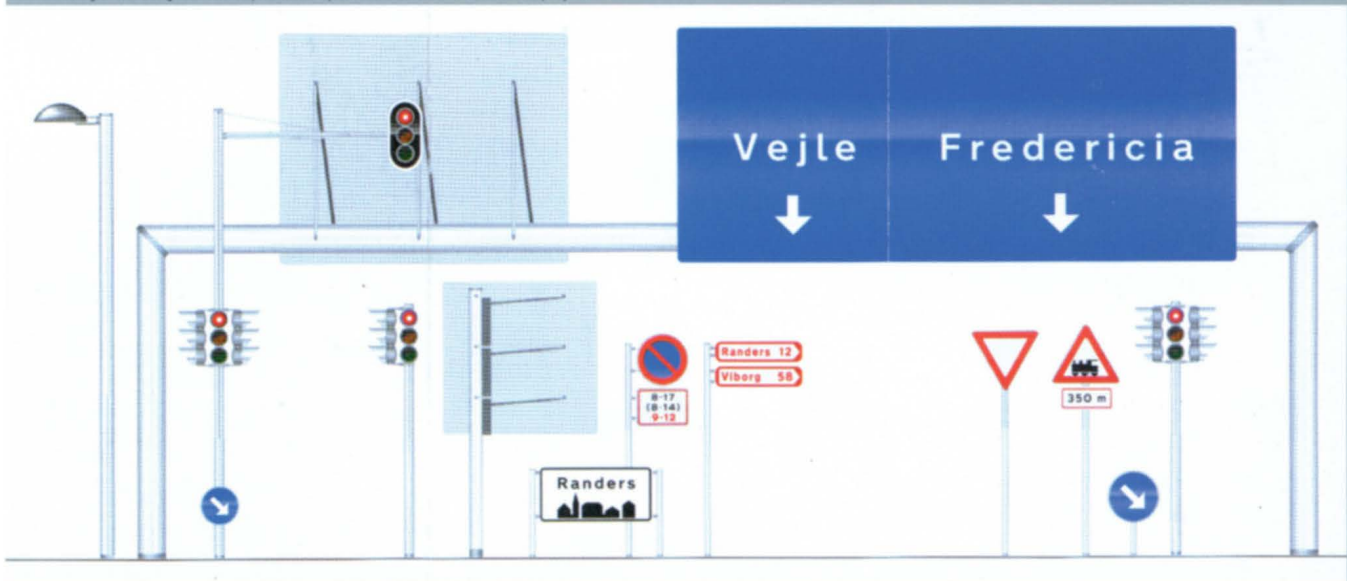 Vejle
Fredericia
8-17
(8-14)
9-12
Randers 12
Viborg 58
350 m
Randers